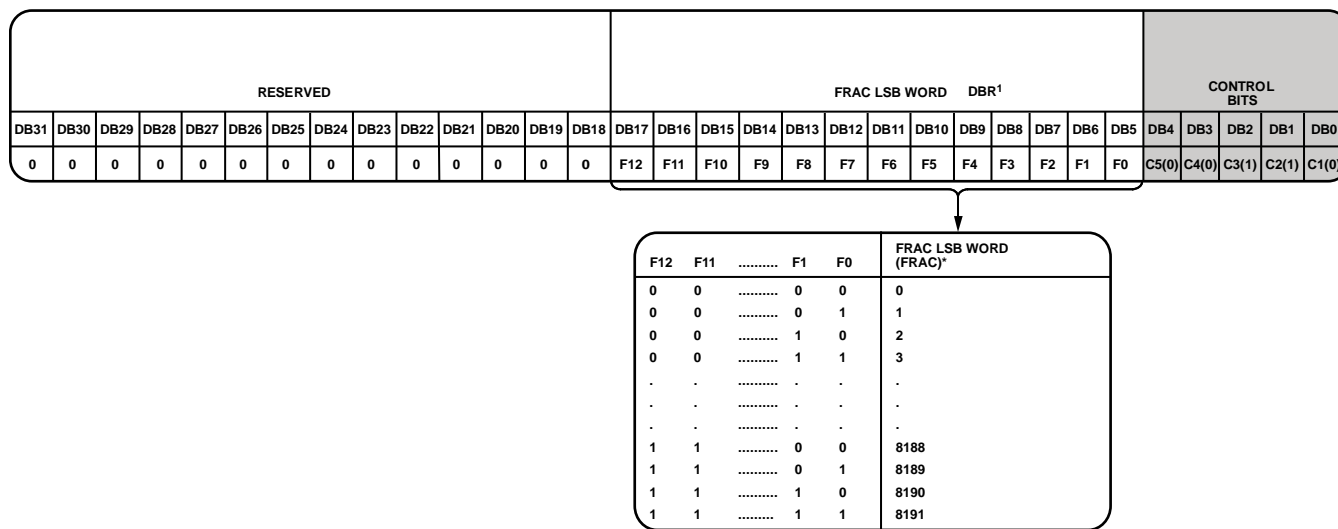 RESERVED FRAC LSB WORD DBR1 CONTROL
BITS
DB31 DB30 DB29 DB28 DB27 DB26 DB25 DB24 DB23 DB22 DB21 DB20 DB19 DB18 DB17 DB16 DB15 DB14 DB13 DB12 DB11 DB10 DB9 DB8 DB7 DB6 DB5 DB4 DB3 DB2 DB1 DB0
0 0 0 0 0 0 0 0 0 0 0 0 0 0 F12 F11 F10 F9 F8 F7 F6 F5 F4 F3 F2 F1 F0 C5(0) C4(0) C3(1) C2(1) C1(0)
F12 F11 .......... F1 F0 FRAC LSB WORD
(FRAC)*
0 0 .......... 0 0 0
0 0 .......... 0 1 1
0 0 .......... 1 0 2
0 0 .......... 1 1 3
. . .......... . . .
. . .......... . . .
. . .......... . . .
1 1 .......... 0 0 8188
1 1 .......... 0 1 8189
1 1 .......... 1 0 8190
1 1 ......... 1 1 8191